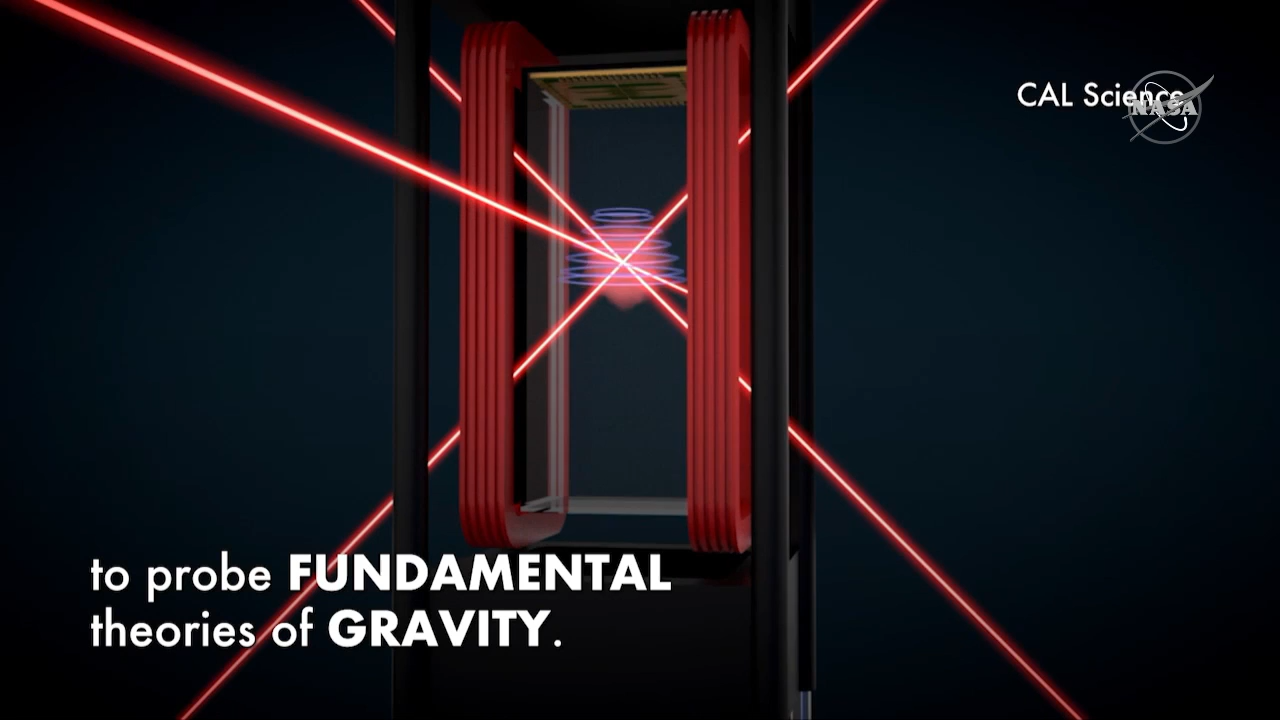 CAL Science
NASA
to probe FUNDAMENTAL
theories of GRAVITY.